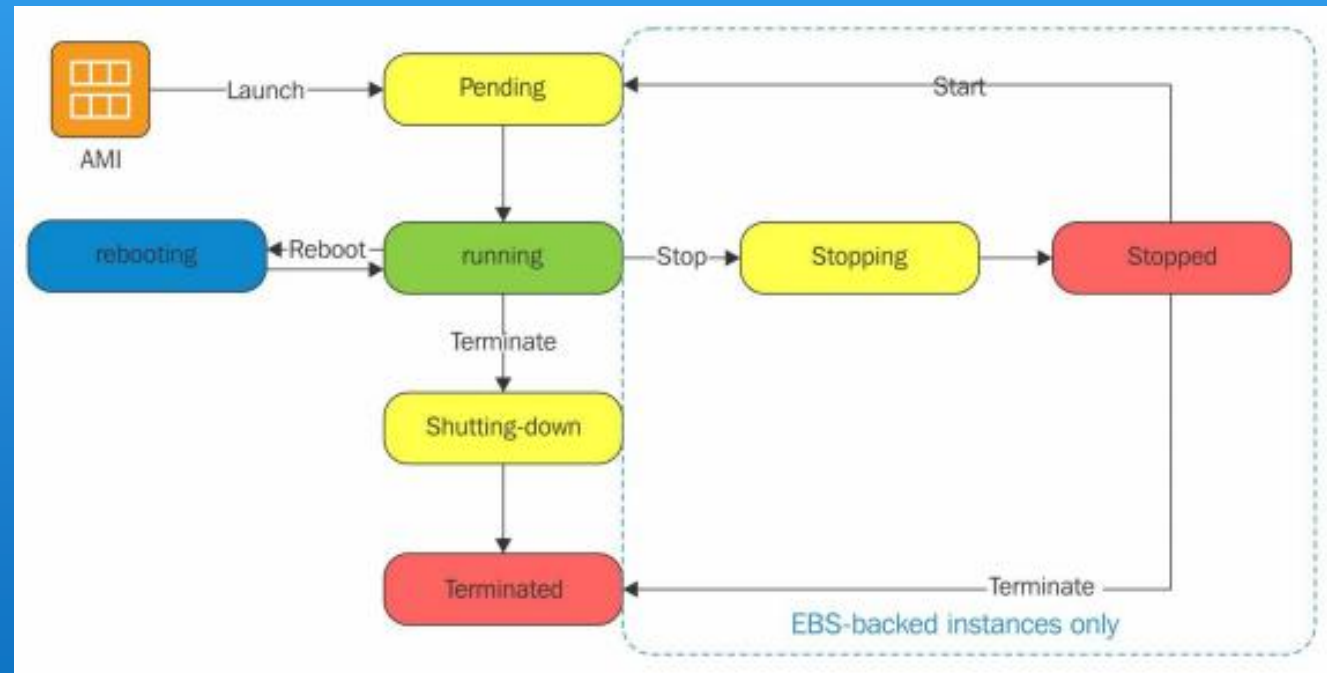 Launch
Pending
Start
AMI
rebooting
Reboot
running
Stop
Stopping
Stopped
Terminate
Shutting-down
Terminated
Terminate
EBS-backed instances only